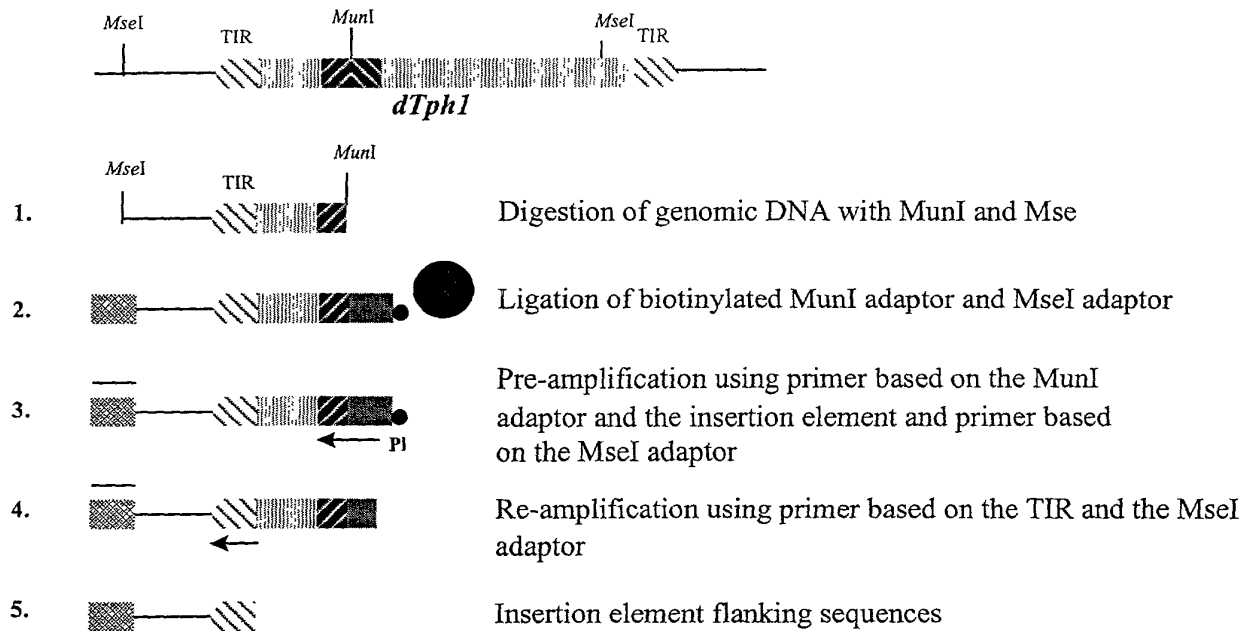 MseI
TIR
MunI
MseI
TIR
dTph1
MseI
TIR
MunI
1.
Digestion of genomic DNA with MunI and Mse
2.
Ligation of biotinylated MunI adaptor and MseI adaptor
3.
Pre-amplification using primer based on the MunI
adaptor and the insertion element and primer based
on the MseI adaptor
P1
4.
Re-amplification using primer based on the TIR and the MseI
adaptor
5.
Insertion element flanking sequences